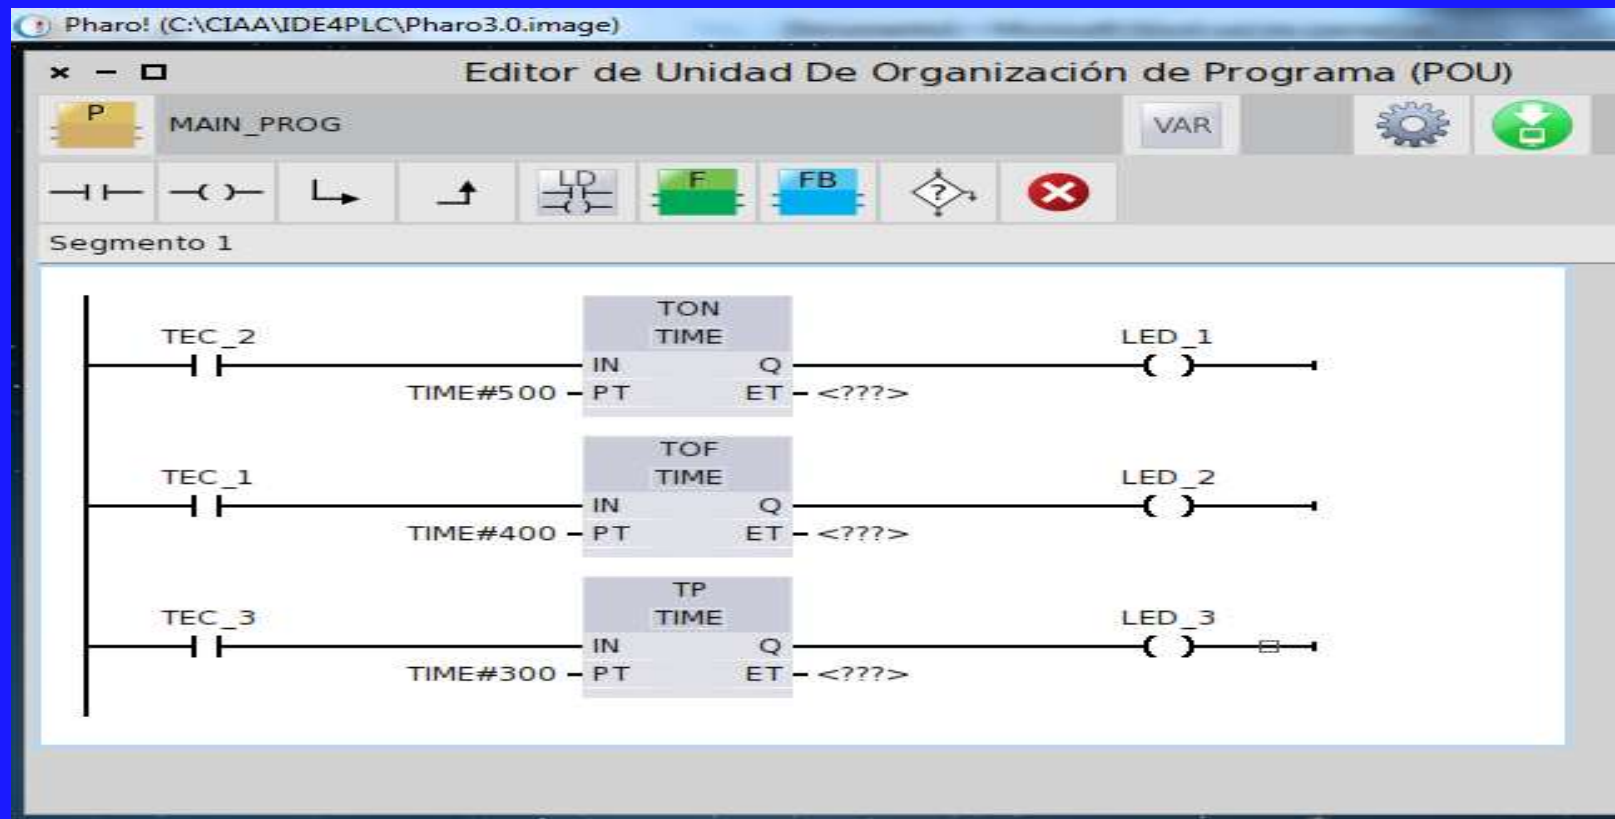 Pharo! (C:\CIAA\IDE4PLC\Pharo3.0.image)
Editor de Unidad De Organización de Programa (POU)
P
MAIN_PROG
VAR
LD
F
FB
?
Segmento 1
TON
TEC_2 TIME LED_1
IN Q
TIME#500 PT ET <???>
TOF
TEC_1 TIME LED_2
IN Q
TIME#400 PT ET <???>
TP
TEC_3 TIME LED_3
IN Q
TIME#300 PT ET <???>